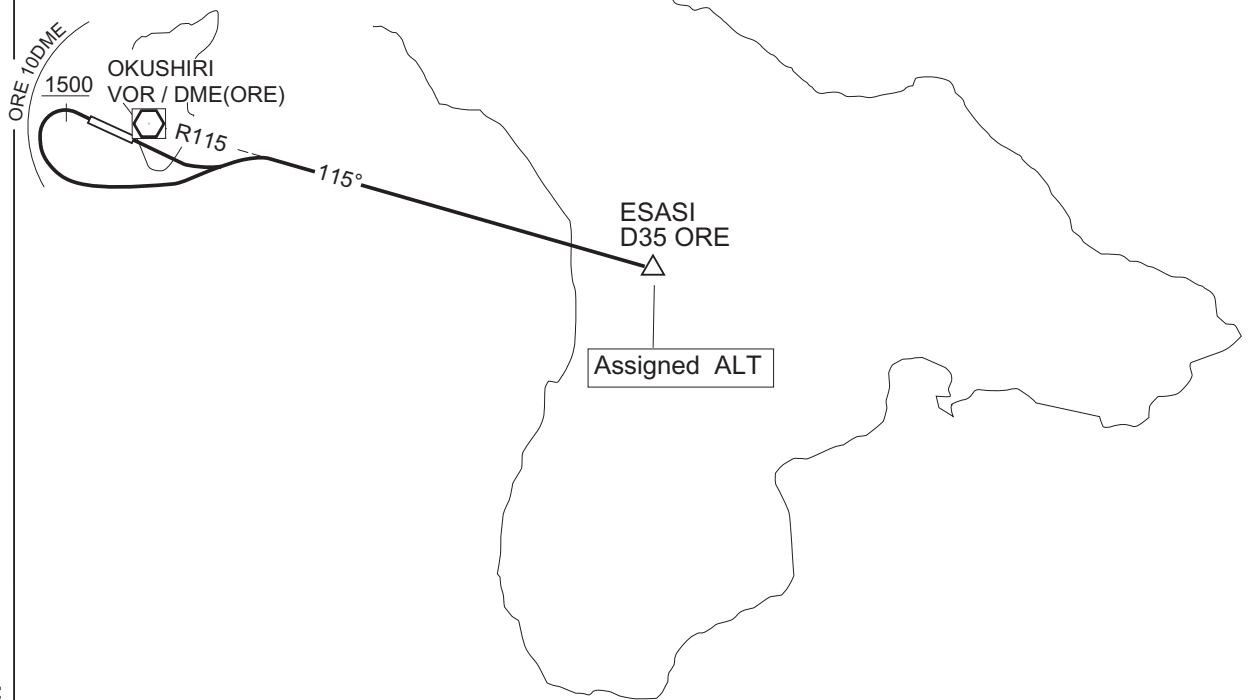 ORE 10DME
1500
OKUSHIRI
VOR / DME(ORE)
R115
115°
ESASI
D35 ORE
Assigned ALT